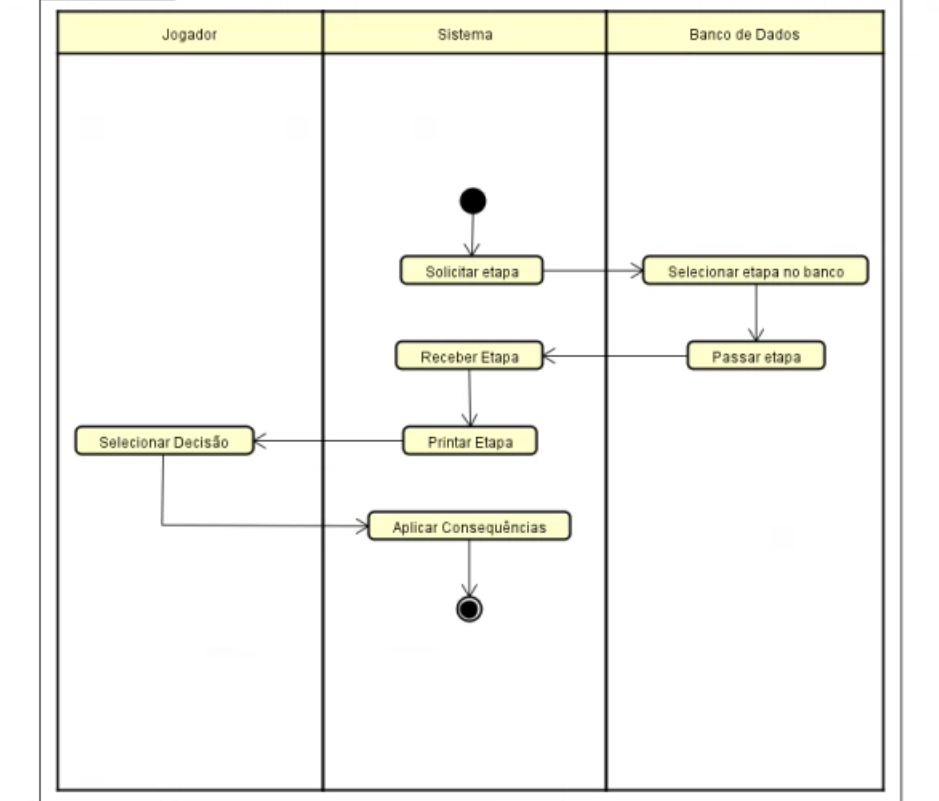 Jogador
Sistema
Banco de Dados
Solicitar etapa
Selecionar etapa no banco
Receber Etapa
Passar etapa
Selecionar Decisão
Printar Etapa
Aplicar Consequências